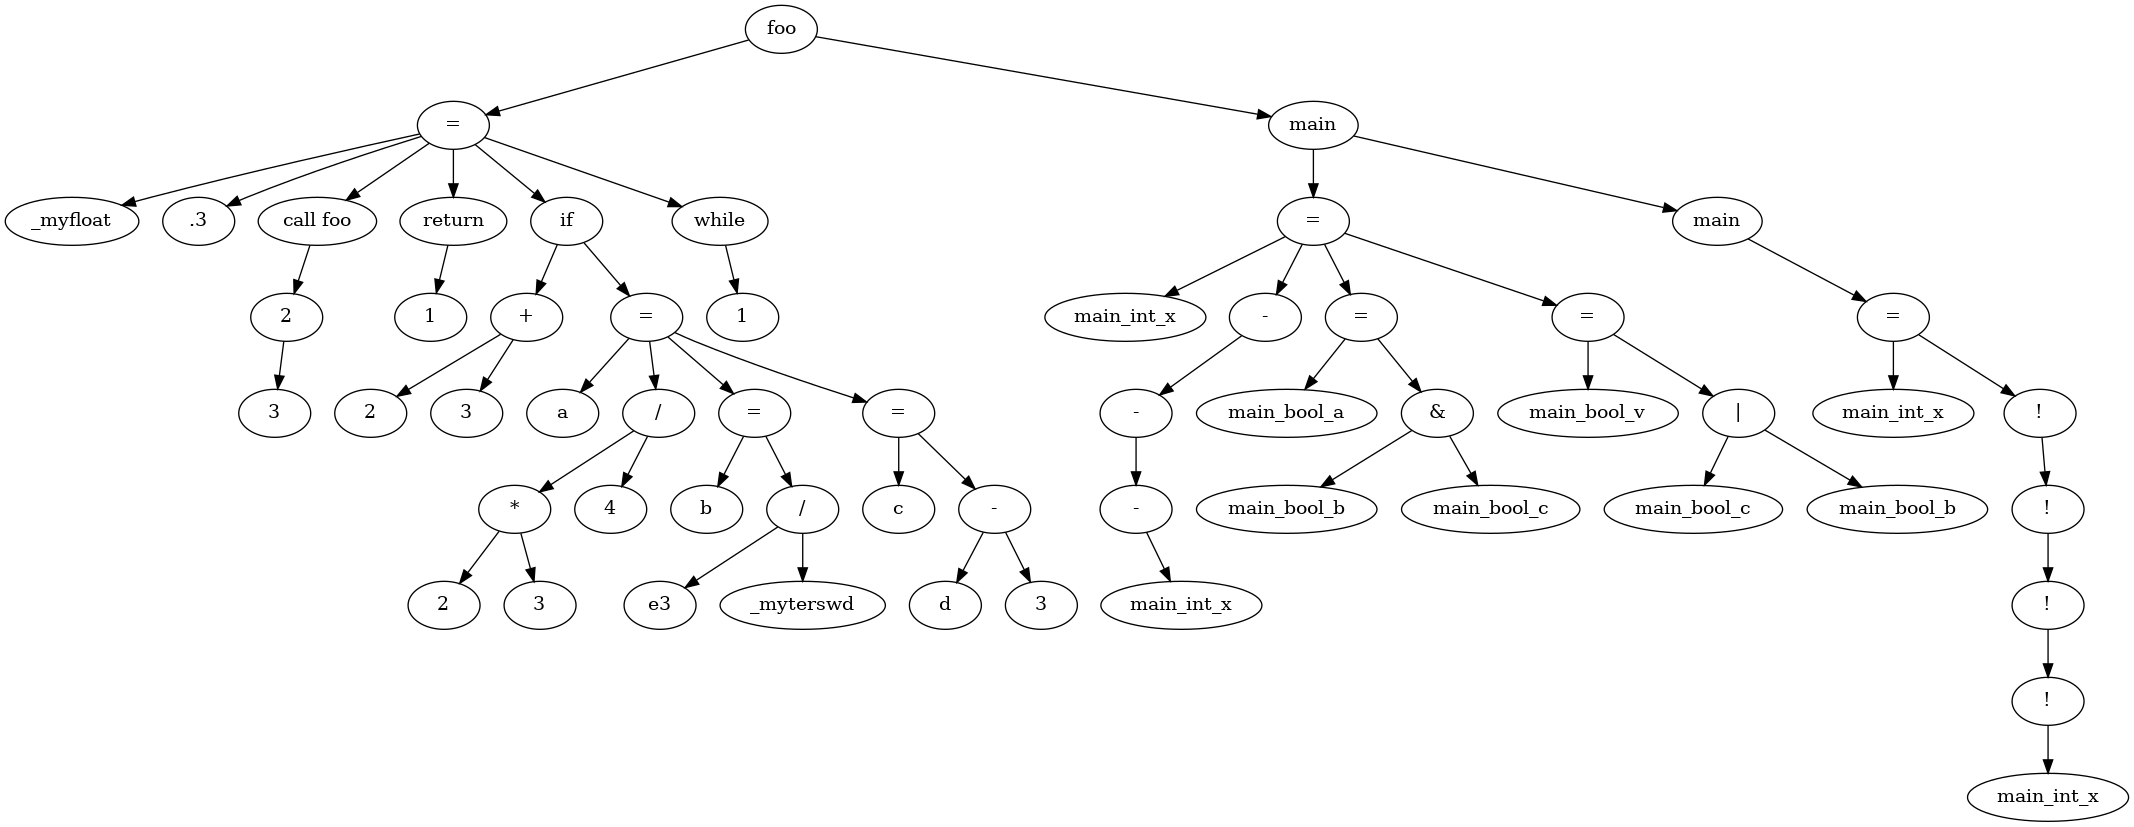 foo
= main
_myfloat .3 call foo return if while = main
2 1 + = 1 main_int_x - = = =
3 2 3 a / = = - main_bool_a & main_bool_v | main_int_x !
* 4 b / c - - main_bool_b main_bool_c main_bool_c main_bool_b !
2 3 e3 _myterswd d 3 main_int_x !
!
main_int_x